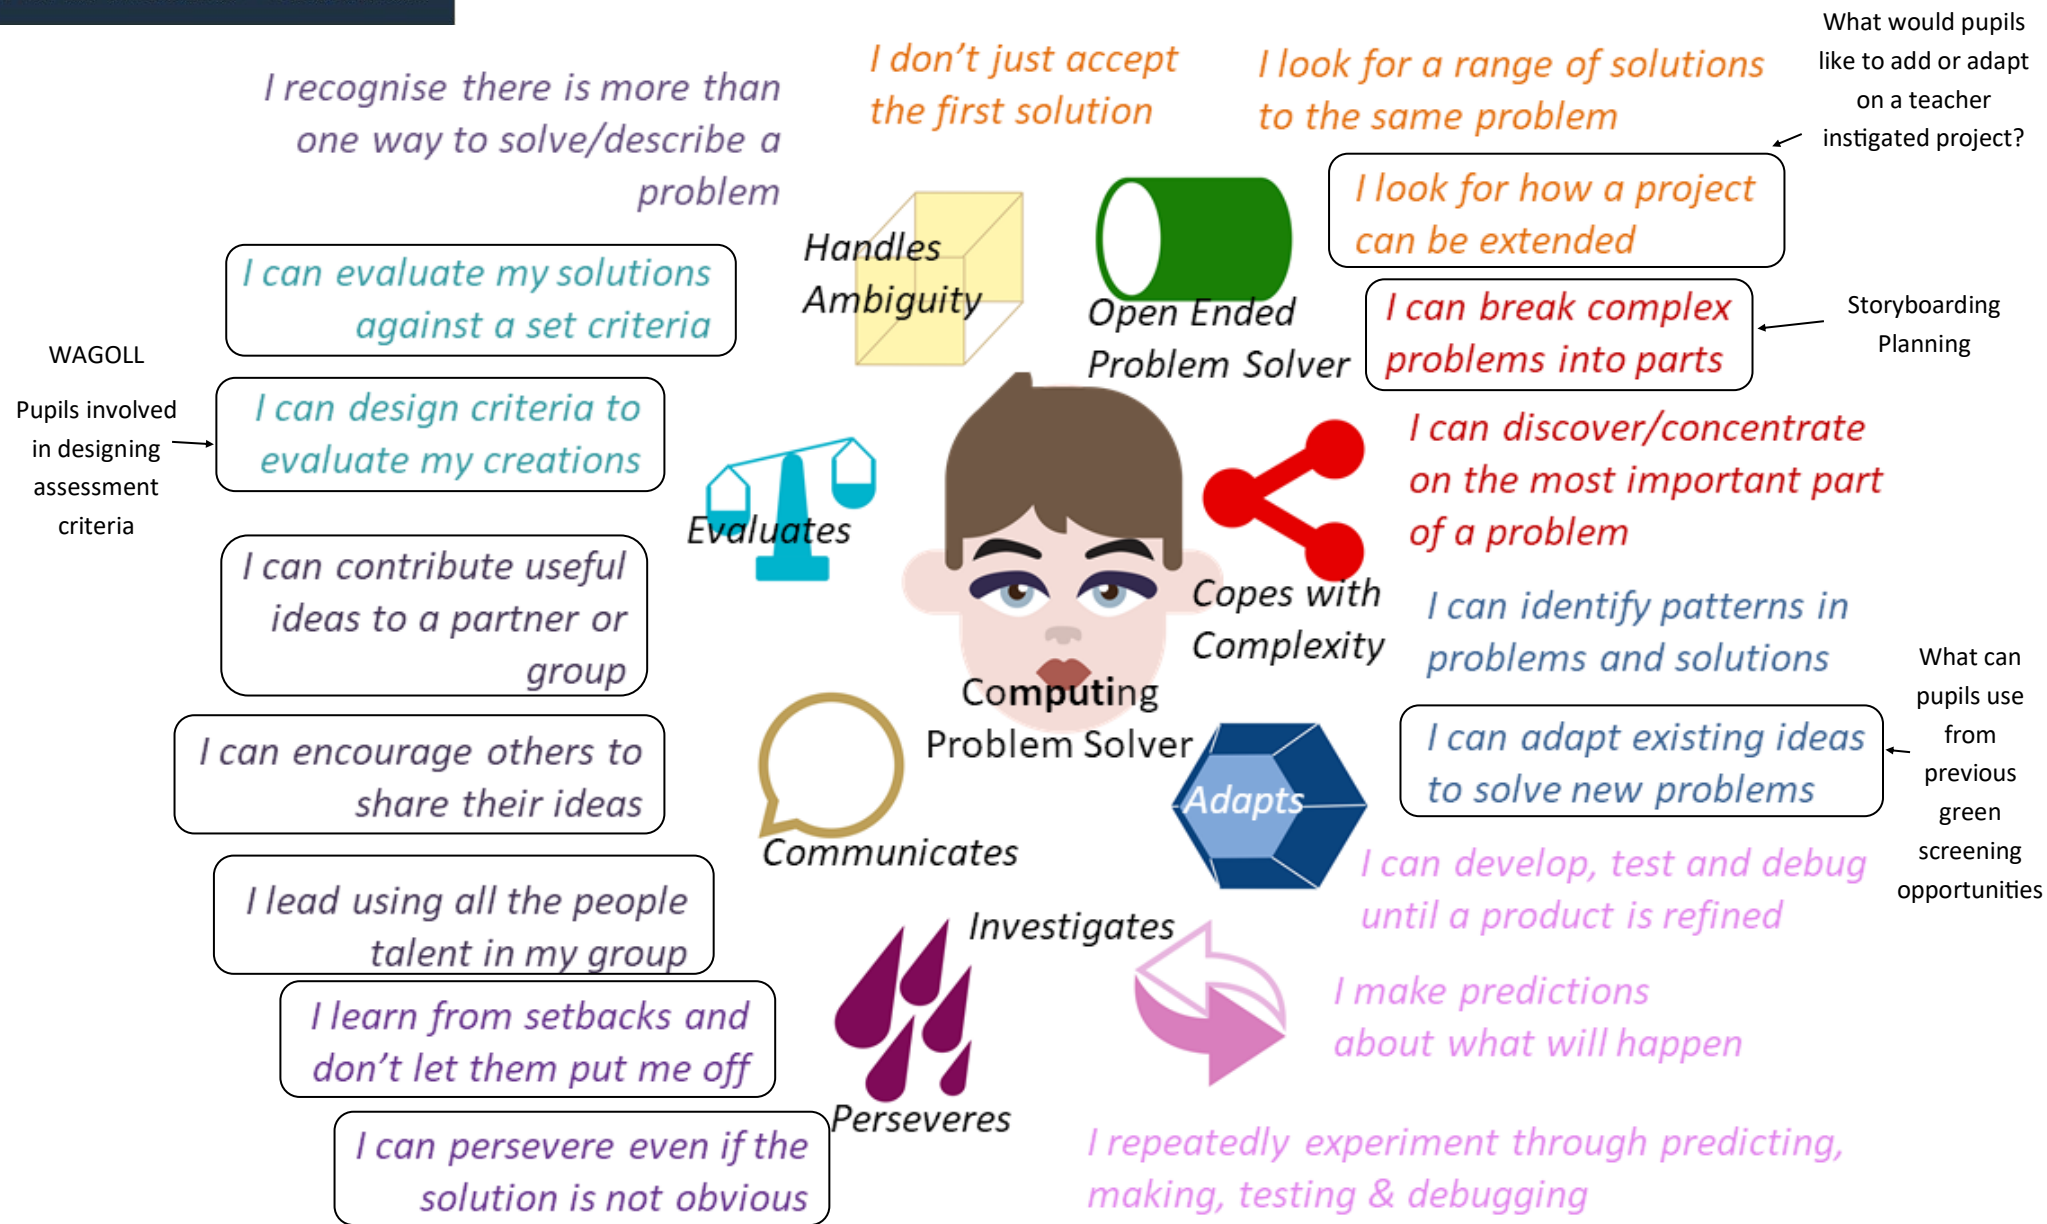 I recognise there is more than
one way to solve/describe a
problem
I don't just accept
the first solution
I look for a range of solutions
to the same problem
What would pupils
like to add or adapt
on a teacher
instigated project?
I look for how a project
can be extended
Handles
Ambiguity
Open Ended
Problem Solver
I can evaluate my solutions
against a set criteria
I can break complex
problems into parts
Storyboarding
Planning
WAGOLL
Pupils involved
in designing
assessment
criteria
I can design criteria to
evaluate my creations
Evaluates
I can discover/concentrate
on the most important part
of a problem
Copes with
Complexity
I can contribute useful
ideas to a partner or
group
I can identify patterns in
problems and solutions
What can
pupils use
from
previous
green
screening
opportunities
Computing
Problem Solver
I can encourage others to
share their ideas
Communicates
Adapts
I can adapt existing ideas
to solve new problems
I can develop, test and debug
until a product is refined
I lead using all the people
talent in my group
Investigates
I make predictions
about what will happen
I learn from setbacks and
don't let them put me off
Perseveres
I can persevere even if the
solution is not obvious
I repeatedly experiment through predicting,
making, testing & debugging